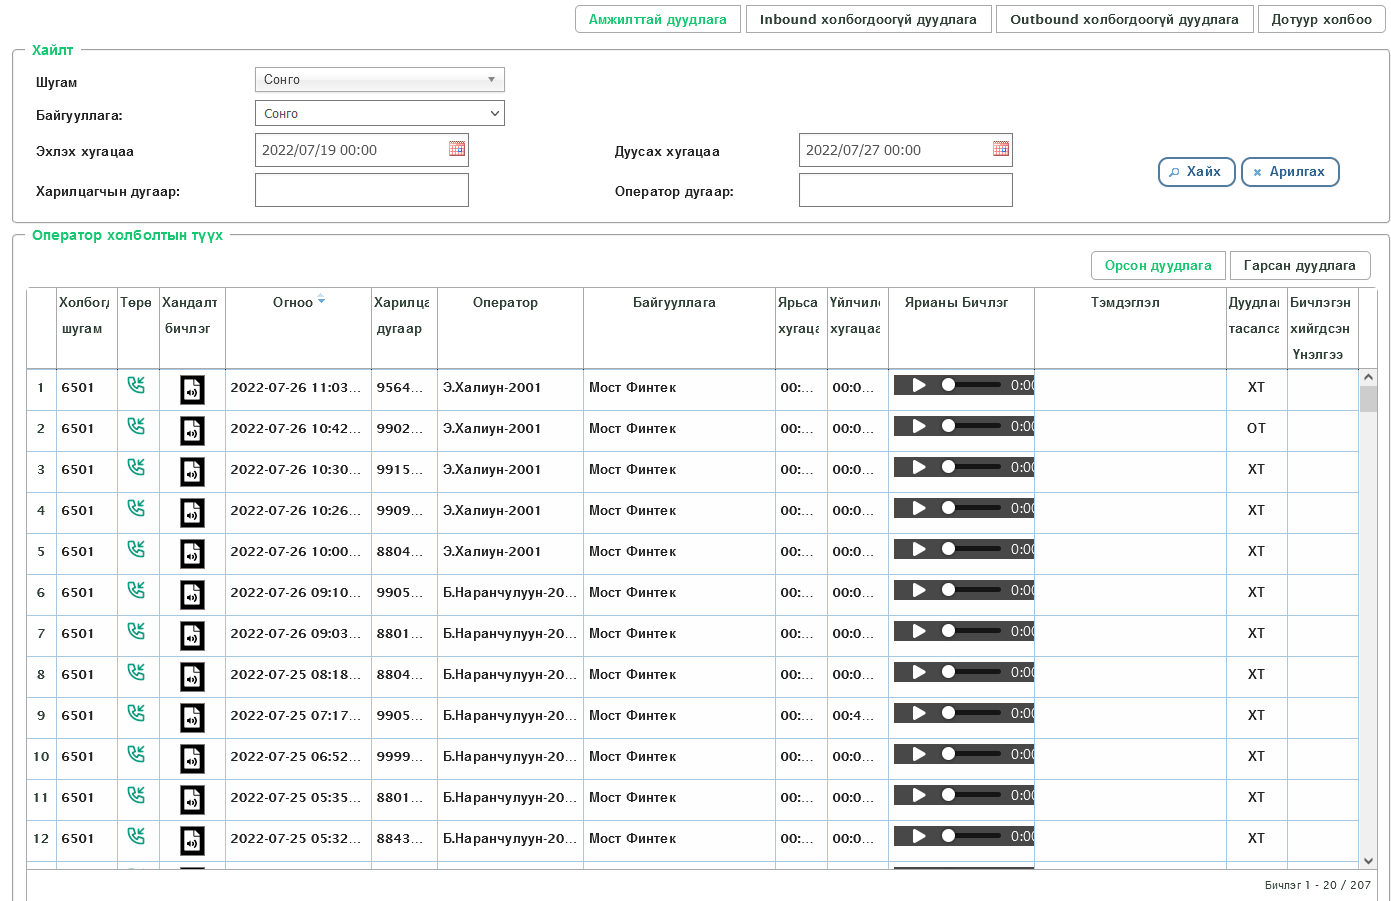 Амжилттай дуудлага Inbound холбогдоогүй дуудлага Outbound холбогдоогүй дуудлага Дотуур холбоо
Хайлт
Шугам Сонго
Байгууллага: Сонго
Эхлэх хугацаа 2022/07/19 00:00 Дуусах хугацаа 2022/07/27 00:00
Хайх Арилгах
Харилцагчын дугаар: Оператор дугаар:
Оператор холболтын түүх
Орсон дуудлага Гарсан дуудлага
Холбогд Төрө Хандалт Огноо Харилца Оператор Байгууллага Ярьса Үйлчилс Ярианы Бичлэг Тэмдэглэл Дуудлаг Бичлэгэн
шугам бичлэг дугаар хугаца хугацаа тасалса хийгдсэн
Үнэлгээ
1 6501 2022-07-26 11:03... 9564... Э.Халиун-2001 Мост Финтек 00:... 00:0... 0:00 ХТ
2 6501 2022-07-26 10:42... 9902... Э.Халиун-2001 Мост Финтек 00:... 00:0... 0:00 ОТ
3 6501 2022-07-26 10:30... 9915... Э.Халиун-2001 Мост Финтек 00:... 00:0... 0:00 ХТ
4 6501 2022-07-26 10:26... 9909... Э.Халиун-2001 Мост Финтек 00:... 00:0... 0:00 ХТ
5 6501 2022-07-26 10:00... 8804... Э.Халиун-2001 Мост Финтек 00:... 00:0... 0:00 ХТ
6 6501 2022-07-26 09:10... 9905... Б.Наранчулуун-20... Мост Финтек 00:... 00:0... 0:00 ХТ
7 6501 2022-07-26 09:03... 8801... Б.Наранчулуун-20... Мост Финтек 00:... 00:0... 0:00 ХТ
8 6501 2022-07-25 08:18... 8804... Б.Наранчулуун-20... Мост Финтек 00:... 00:0... 0:00 ХТ
9 6501 2022-07-25 07:17... 9905... Б.Наранчулуун-20... Мост Финтек 00:... 00:4... 0:00 ХТ
10 6501 2022-07-25 06:52... 9999... Б.Наранчулуун-20... Мост Финтек 00:... 00:0... 0:00 ХТ
11 6501 2022-07-25 05:35... 8801... Б.Наранчулуун-20... Мост Финтек 00:... 00:0... 0:00 ХТ
12 6501 2022-07-25 05:32... 8843... Б.Наранчулуун-20... Мост Финтек 00:... 00:0... 0:00 ХТ
Бичлэг 1 - 20 / 207